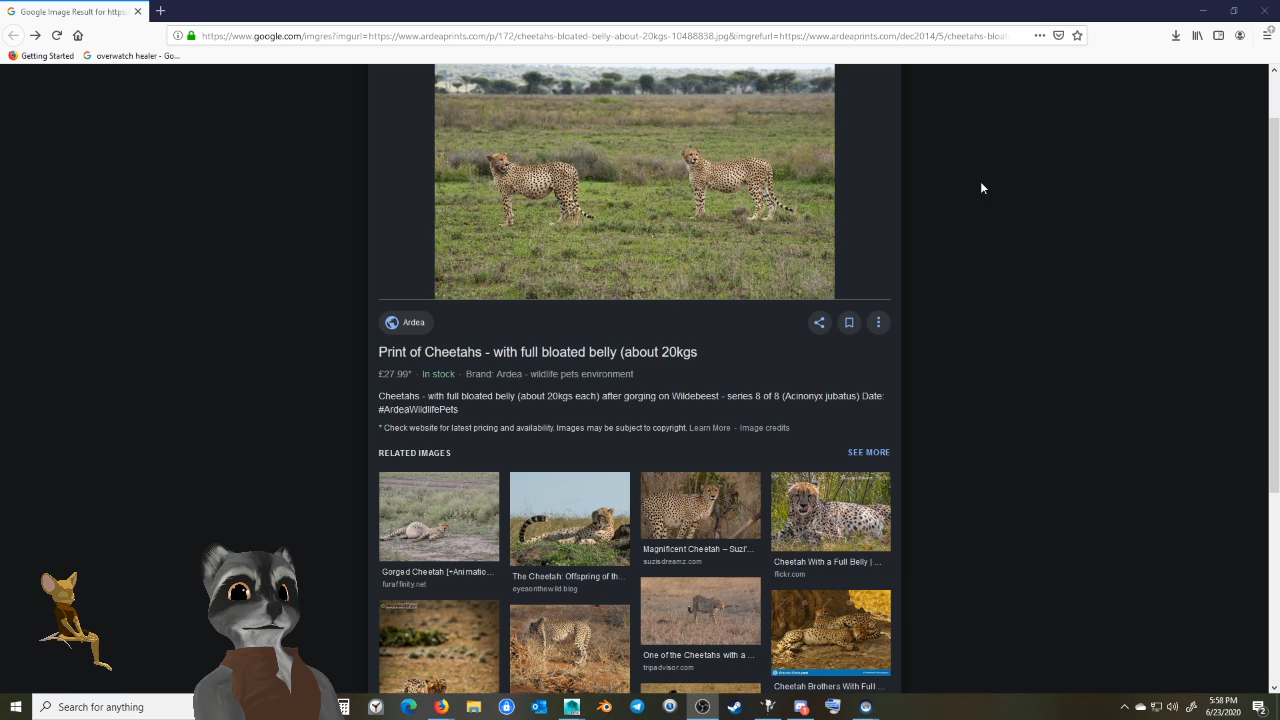 Google Image Result for https:
https://www.google.com/imgres?imgurl=https://www.ardeaprints.com/p/172/cheetahs-bloated-belly-about-20kgs-10488838.jpg&imgrefurl=https://www.ardeaprints.com/dec2014/5/cheetahs-bloat
Getting Started
overwatch healer - Go...
Ardea
Print of Cheetahs - with full bloated belly (about 20kgs
£27.99* · In stock · Brand: Ardea - wildlife pets environment
Cheetahs - with full bloated belly (about 20kgs each) after gorging on Wildebeest - series 8 of 8 (Acinonyx jubatus) Date:
#ArdeaWildlifePets
* Check website for latest pricing and availability. Images may be subject to copyright. Learn More - Image credits
RELATED IMAGES
SEE MORE
Gorged Cheetah [+Animatio...
furaffinity.net
The Cheetah: Offspring of th...
eyesonthewild.blog
Magnificent Cheetah – Suzi'...
suzisdreamz.com
Cheetah With a Full Belly | ...
flickr.com
One of the Cheetahs with a ...
tripadvisor.com
Cheetah Brothers With Full ...
Search for anything
5:58 PM
6/23/2020
2